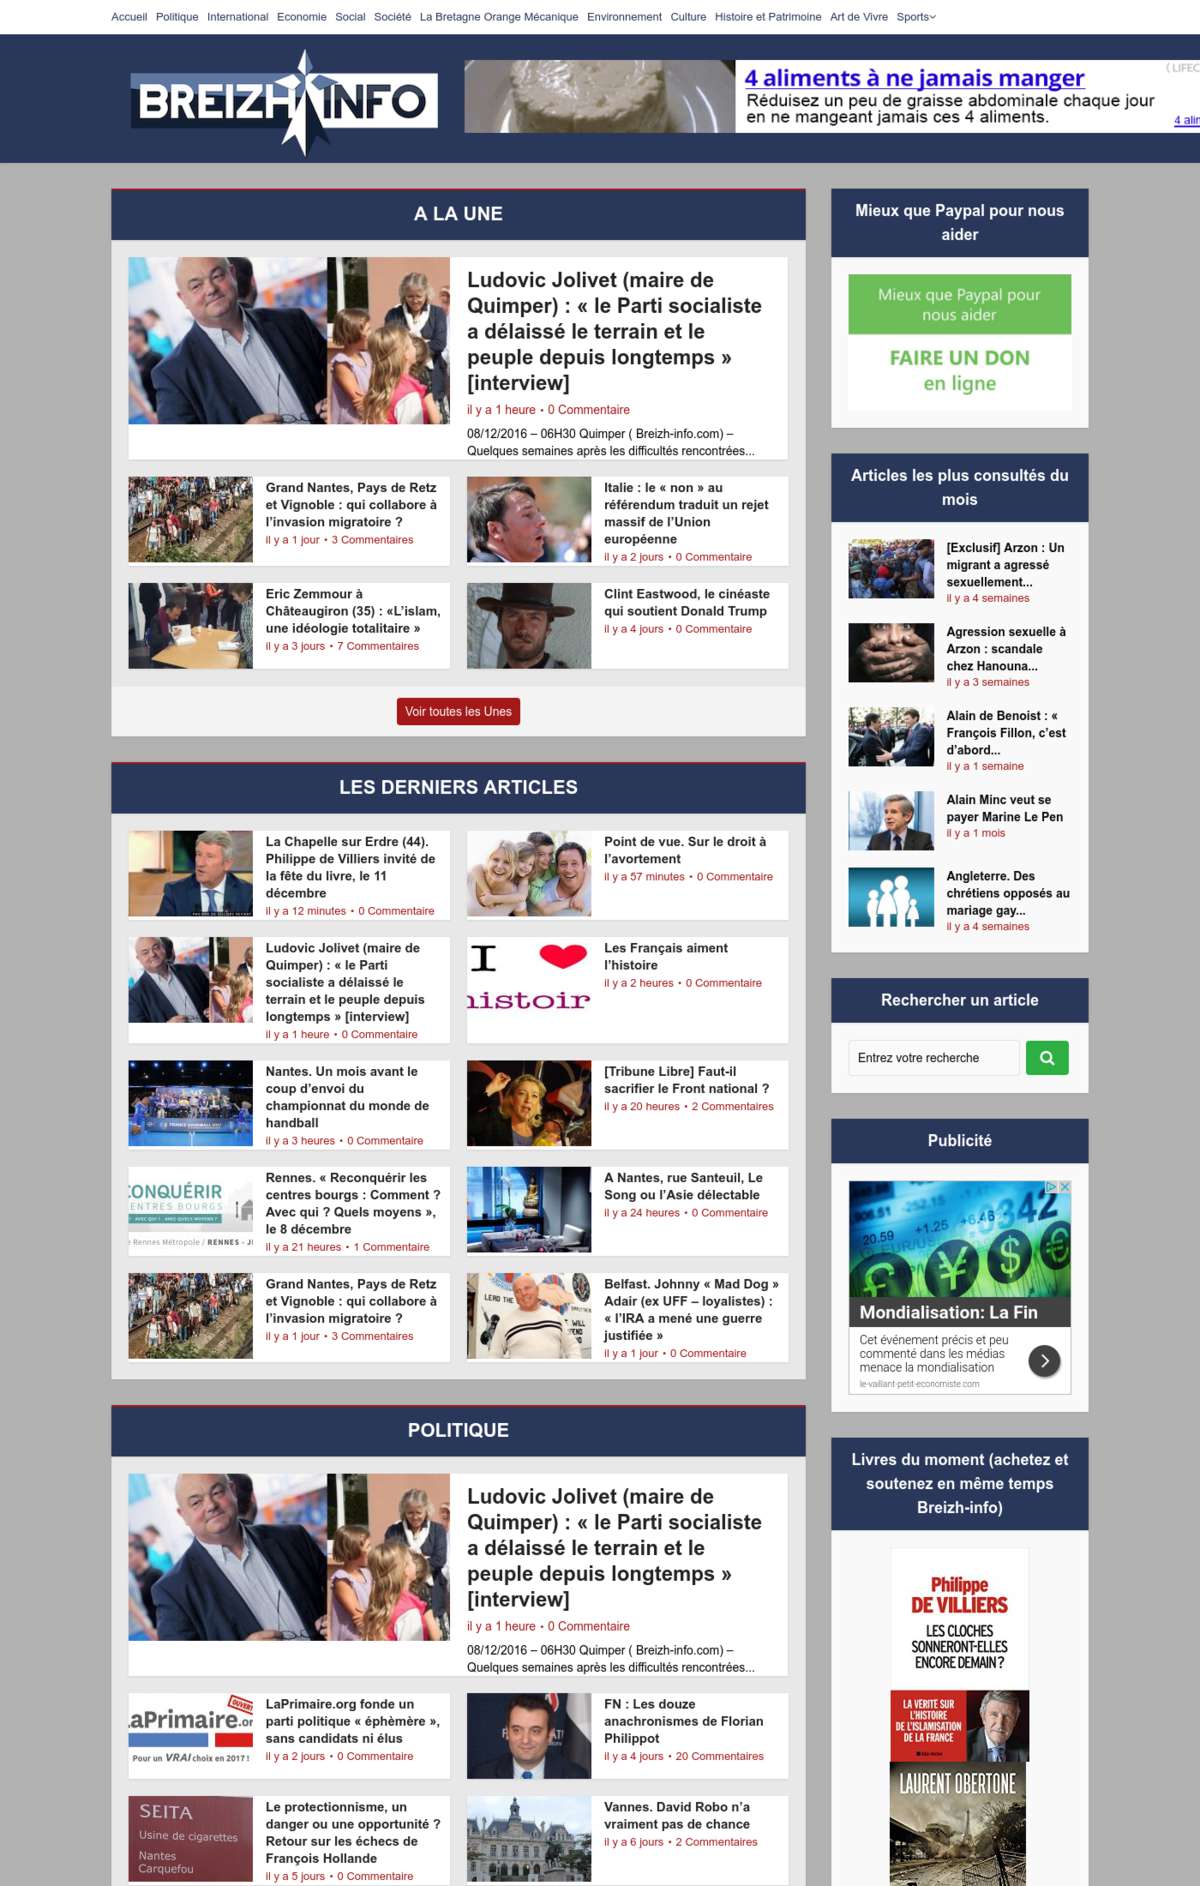 Accueil Politique International Economie Social Société La Bretagne Orange Mécanique Environnement Culture Histoire et Patrimoine Art de Vivre Sports
BREIZH INFO
4 aliments à ne jamais manger
Réduisez un peu de graisse abdominale chaque jour
en ne mangeant jamais ces 4 aliments.
( LIFEC
4 alin
A LA UNE
Ludovic Jolivet (maire de
Quimper) : « le Parti socialiste
a délaissé le terrain et le
peuple depuis longtemps »
[interview]
il y a 1 heure • 0 Commentaire
08/12/2016 – 06H30 Quimper ( Breizh-info.com) –
Quelques semaines après les difficultés rencontrées...
Grand Nantes, Pays de Retz
et Vignoble : qui collabore à
l’invasion migratoire ?
il y a 1 jour • 3 Commentaires
Italie : le « non » au
référendum traduit un rejet
massif de l’Union
européenne
il y a 2 jours • 0 Commentaire
Eric Zemmour à
Châteaugiron (35) : «L’islam,
une idéologie totalitaire »
il y a 3 jours • 7 Commentaires
Clint Eastwood, le cinéaste
qui soutient Donald Trump
il y a 4 jours • 0 Commentaire
Voir toutes les Unes
LES DERNIERS ARTICLES
La Chapelle sur Erdre (44).
Philippe de Villiers invité de
la fête du livre, le 11
décembre
il y a 12 minutes • 0 Commentaire
Point de vue. Sur le droit à
l’avortement
il y a 57 minutes • 0 Commentaire
Ludovic Jolivet (maire de
Quimper) : « le Parti
socialiste a délaissé le
terrain et le peuple depuis
longtemps » [interview]
il y a 1 heure • 0 Commentaire
I
histoir
Les Français aiment
l’histoire
il y a 2 heures • 0 Commentaire
Nantes. Un mois avant le
coup d’envoi du
championnat du monde de
handball
il y a 3 heures • 0 Commentaire
[Tribune Libre] Faut-il
sacrifier le Front national ?
il y a 20 heures • 2 Commentaires
CONQUÉRIR
ENTRES BOURGS
AVEC QUI ? AVEC QUELS MOYENS ?
Rennes Métropole / RENNES - J
Rennes. « Reconquérir les
centres bourgs : Comment ?
Avec qui ? Quels moyens »,
le 8 décembre
il y a 21 heures • 1 Commentaire
A Nantes, rue Santeuil, Le
Song ou l’Asie délectable
il y a 24 heures • 0 Commentaire
Grand Nantes, Pays de Retz
et Vignoble : qui collabore à
l’invasion migratoire ?
il y a 1 jour • 3 Commentaires
Belfast. Johnny « Mad Dog »
Adair (ex UFF – loyalistes) :
« l’IRA a mené une guerre
justifiée »
il y a 1 jour • 0 Commentaire
POLITIQUE
Ludovic Jolivet (maire de
Quimper) : « le Parti socialiste
a délaissé le terrain et le
peuple depuis longtemps »
[interview]
il y a 1 heure • 0 Commentaire
08/12/2016 – 06H30 Quimper ( Breizh-info.com) –
Quelques semaines après les difficultés rencontrées...
OUVERT
LaPrimaire.or
Pour un VRAI choix en 2017 !
LaPrimaire.org fonde un
parti politique « éphèmère »,
sans candidats ni élus
il y a 2 jours • 0 Commentaire
FN : Les douze
anachronismes de Florian
Philippot
il y a 4 jours • 20 Commentaires
SEITA
Usine de cigarettes
Nantes
Carquefou
Le protectionnisme, un
danger ou une opportunité ?
Retour sur les échecs de
François Hollande
il y a 5 jours • 0 Commentaire
Vannes. David Robo n’a
vraiment pas de chance
il y a 6 jours • 2 Commentaires
Mieux que Paypal pour nous
aider
Mieux que Paypal pour
nous aider
FAIRE UN DON
en ligne
Articles les plus consultés du
mois
[Exclusif] Arzon : Un
migrant a agressé
sexuellement...
il y a 4 semaines
Agression sexuelle à
Arzon : scandale
chez Hanouna...
il y a 3 semaines
Alain de Benoist : «
François Fillon, c’est
d’abord...
il y a 1 semaine
Alain Minc veut se
payer Marine Le Pen
il y a 1 mois
Angleterre. Des
chrétiens opposés au
mariage gay...
il y a 4 semaines
Rechercher un article
Entrez votre recherche
Publicité
Mondialisation: La Fin
Cet événement précis et peu
commenté dans les médias
menace la mondialisation
le-vaillant-petit-economiste.com
Livres du moment (achetez et
soutenez en même temps
Breizh-info)
Philippe
DE VILLIERS
LES CLOCHES
SONNERONT-ELLES
ENCORE DEMAIN ?
LA VÉRITÉ SUR
L'HISTOIRE
DE L'ISLAMISATION
DE LA FRANCE
LAURENT OBERTONE